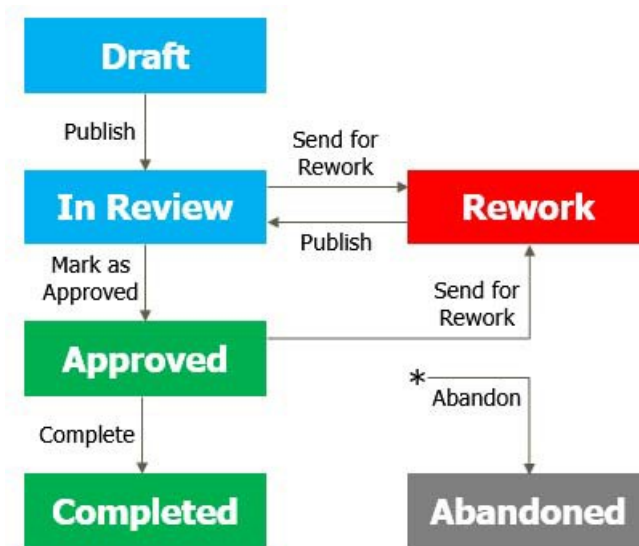 Draft
Publish
Send for
Rework
In Review
Rework
Publish
Mark as
Approved
Send for
Rework
Approved
*
Abandon
Complete
Completed
Abandoned